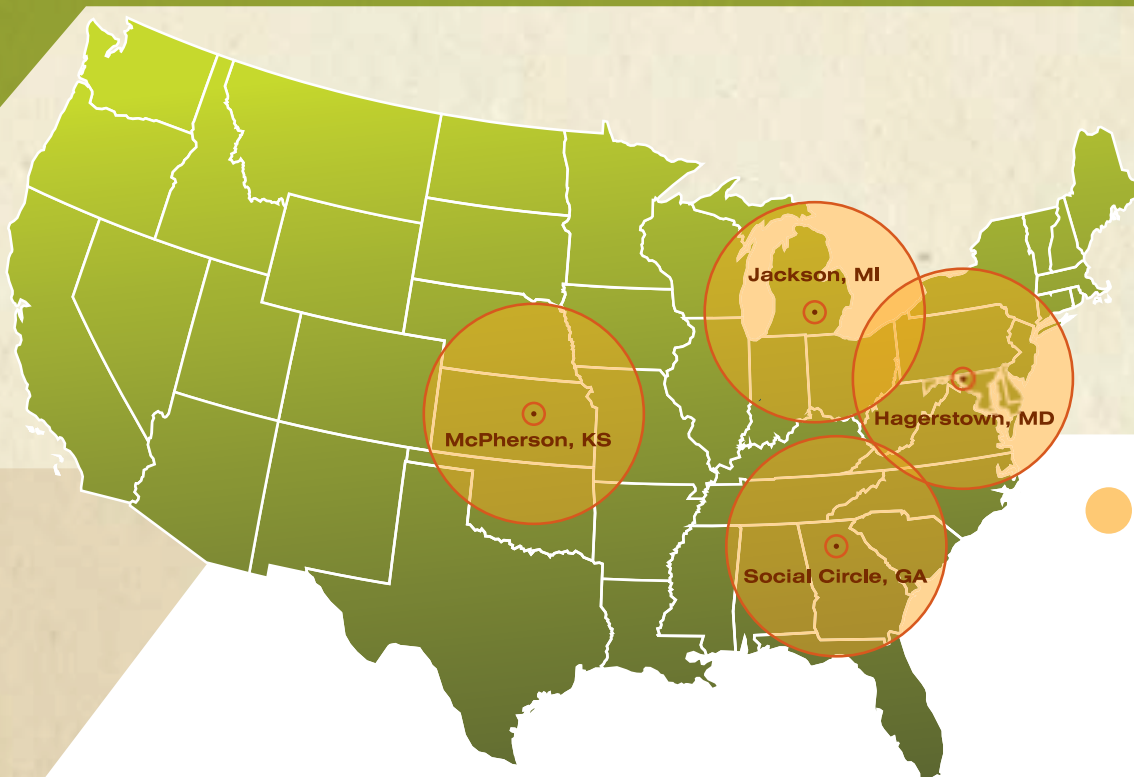 Jackson, MI
Hagerstown, MD
McPherson, KS
Social Circle, GA